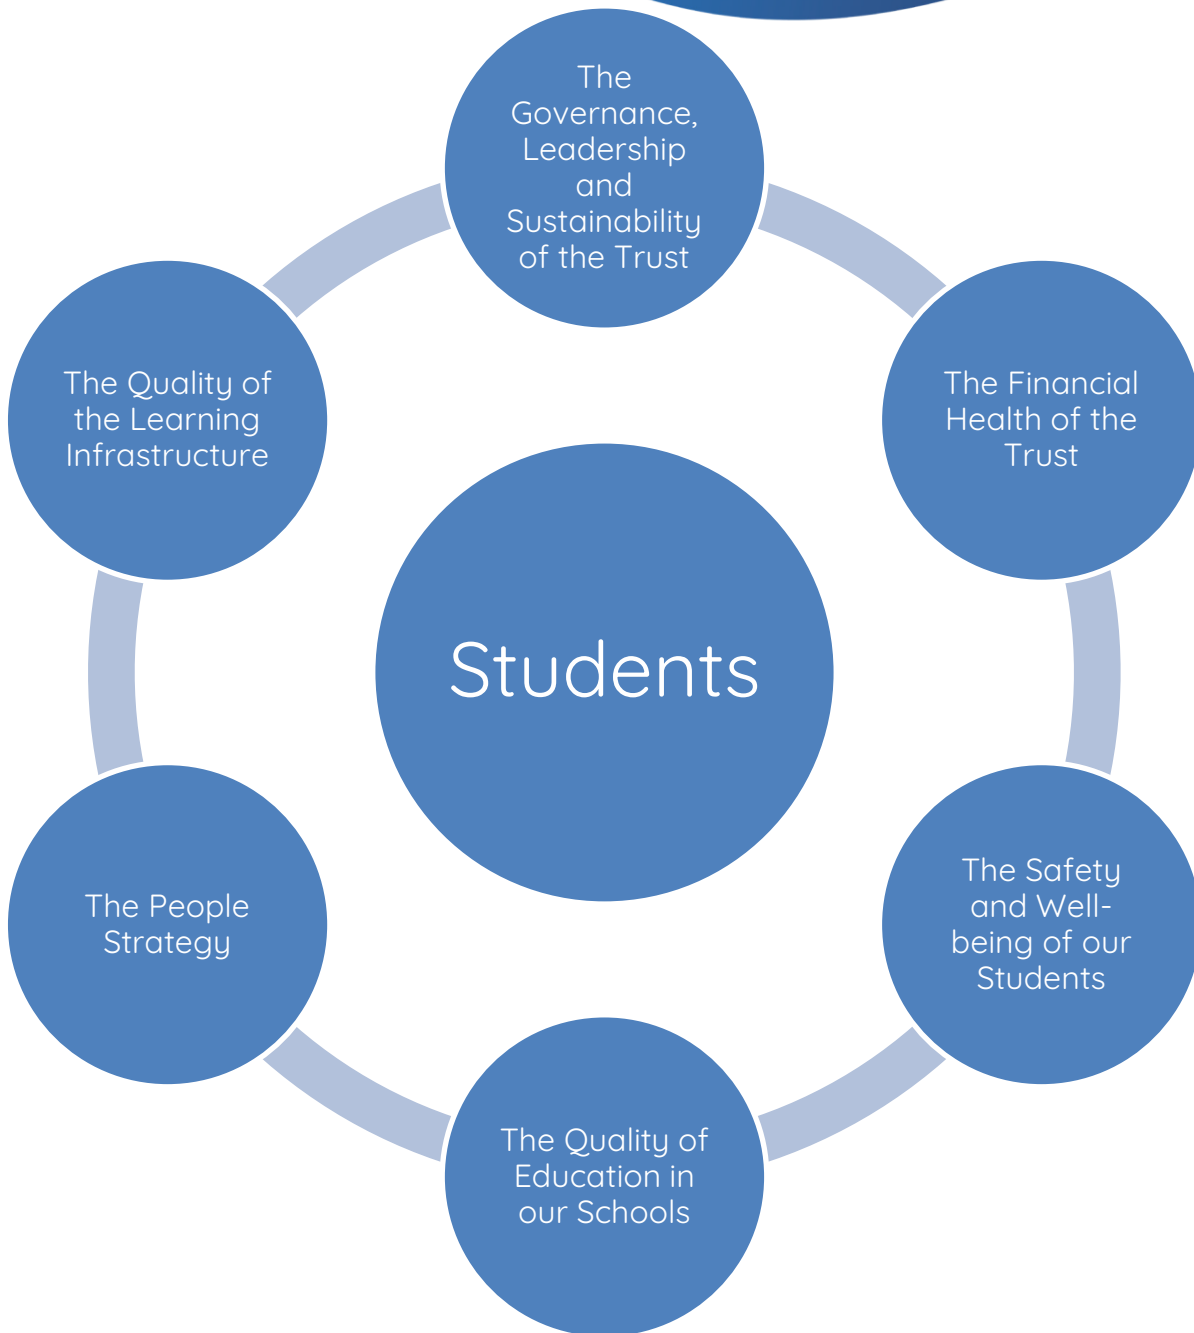 The
Governance,
Leadership
and
Sustainability
of the Trust
The Financial
Health of the
Trust
The Safety
and Well-
being of our
Students
The Quality of
Education in
our Schools
The People
Strategy
The Quality of
the Learning
Infrastructure
Students